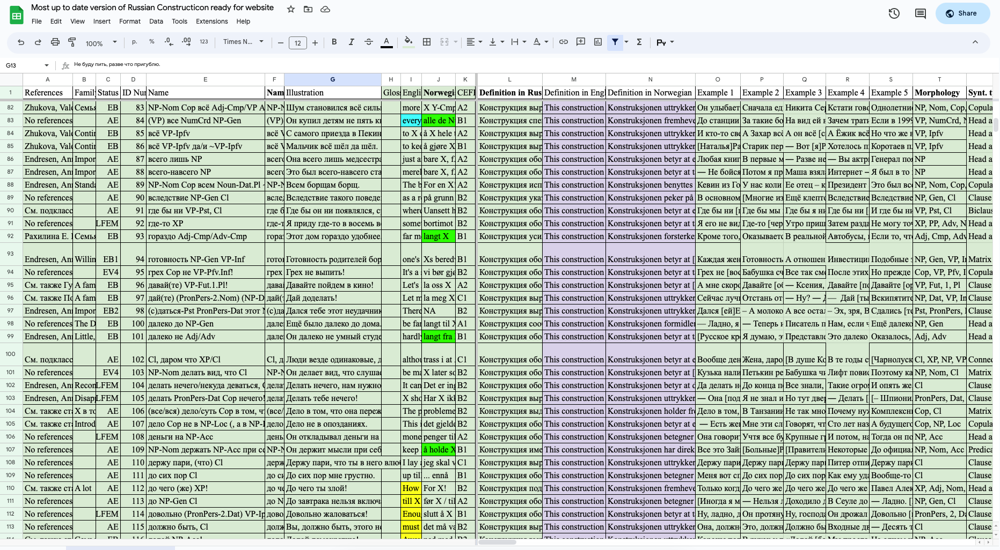 Most up to date version of Russian Constructicon ready for website
File Edit View Insert Format Data Tools Extensions Help
Share
100% р. % .0 .00 123 Times N... 12 B I A
G13 Не буду пить, разве что пригублю.
A B C D E F G H I J K L M N O P Q R S T
1 References Family Status ID Nur Name Nam Illustration Glos Engli Norwegi CEFI Definition in Rus Definition in Eng Definition in Norwegian Example 1 Example 2 Example 3 Example 4 Example 5 Morphology Synt. t
82 Zhukova, Val Семья EB 83 NP-Nom Cop всё Adj-Cmp/VP A NP-N Шум становился всё силь more X Y-Cmp A2 Конструкция выр This construction Konstruksjonen uttrykker Он улыбает Сначала ед Никита Се Кстати гово Однолетни NP, Nom, Cop, Copula
83 No references AE 84 (VP) все NumCrd NP-Gen (VP) Он купил детям не пять к every alle de N B1 Конструкция спе This construction Konstruksjonen fremheve До станции За такие бо На вид ей в Зачем трати Если в 1999 VP, NumCrd, N Head a
84 Zhukova, Val Contin EB 85 всё VP-Ipfv всё V С самого приезда в Пекин to X å X hele A2 Конструкция выр This construction Konstruksjonen uttrykker И кто-то све А Захар всё А он всё [с А Ёжик всё Но что же VP, Ipfv Head a
85 Zhukova, Val Contin EB 86 всё VP-Ipfv да/и ~VP-Ipfv всё V Мальчик всё шёл да шёл. to kee å gjøre X B1 Конструкция выр This construction Konstruksjonen uttrykker [Наталья]Ра Старик пер — Вот [я]Р Хотелось п Коротаев VP, Ipfv Head a
86 Endresen, An Impor AE 87 всего лишь NP всего Она всего лишь медсестра just a bare X, f. A2 Конструкция обо This construction Konstruksjonen betyr at e Любая книг В первые м — Разве не — Вы актр Генерал поя NP Head a
87 Endresen, An Impor AE 88 всего-навсего NP всего Это был всего-навсего ста merel bare X, f. A2 Конструкция обо This construction Konstruksjonen betyr at t — Не бойся Потом я пр Маша взял Интернет – Я был в то NP Head a
88 Endresen, An Standa AE 89 NP-Nom Cop всем Noun-Dat.Pl ~ NP-N Всем борщам борщ. The b For en X A2 Конструкция исп This construction Konstruksjonen benyttes Кевин из Го У нас коли Ее отец – к Президент Это был все NP, Nom, Cop, Copula
89 No references AE 90 вследствие NP-Gen Cl вслед Вследствие такого поведе as a r på grunn B2 Конструкция ука This construction Konstruksjonen peker på В основном [Многие из Ещё клепто Вследствие Вследствие NP, Gen, Cl Clause
90 См. подкласс AE 91 где бы ни VP-Pst, Cl где б Где бы он ни появлялся, с where Uansett h B2 Конструкция обо This construction Konstruksjonen betyr at t Где бы ни [ Где бы мы Где бы я ни Где бы ни [ И где бы ни VP, Pst, Cl Biclaus
91 No references LFEM 92 где-то XP где-т Я приду где-то в восемь в some bortimot B2 Конструкция обо This construction Konstruksjonen betyr at t Я его не вид Где-то [чер Утро приш Затем разда Не могу то XP, PP, Adv, N Head a
92 Рахилина Е. Семья EB 93 гораздо Adj-Cmp/Adv-Cmp гораз Этот дом гораздо удобнее. far m langt X B1 Конструкция уси This construction Konstruksjonen forsterke Кроме того, Оказывает В реальной Автобусы, Если то, чт Adj, Cmp, Adv Head a
93 Endresen, An Willin EB1 94 готовность NP-Gen VP-Inf готов Готовность родителей бор one's Xs bered B1 Конструкция обо This construction Konstruksjonen betyr at [ Каждая жен Готовность А отношен Инвестици Подобные NP, Gen, VP, I Matrix
94 No references EV4 95 грех Cop не VP-Pfv.Inf! грех Грех не выпить! It's a vi bør gjø B2 Конструкция обо This construction Konstruksjonen betyr at t Грех не [вос Бабушка сч Все так см После этих Но прежде Cop, VP, Pfv, I Copula
95 См. также Гу A fam EB 96 давай(те) VP-Fut.1.Pl! дава Давайте пойдем в кино! Let's la oss X A2 Конструкция обо This construction Konstruksjonen betyr at t А мне скоро Давайте [об — Ксения, Давайте [по Давайте [ор VP, Fut, 1, Pl Clause
96 См. также По A fam EB 97 дай(те) (PronPers-2.Nom) (NP-D дай(т Дай доделать! Let m la meg X C1 Конструкция выр This construction Konstruksjonen uttrykker Сейчас луч Отстань от — Ну? — Д — Дай [ты Вскипятите NP, Dat, VP, In Clause
97 Endresen, An Impor EB2 98 (с)даться-Pst PronPers-Dat этот N (с)да Дался тебе этот неудачник There NA B2 Конструкция выр This construction Konstruksjonen uttrykker Дался [ей]Е – А молоко А все остал – Эх, зря, В Сдались [те Pst, PronPers, Clause
98 No references The D EB 100 далеко до NP-Gen дале Ещё было далеко до дома. be far langt til X A1 Конструкция соо This construction Konstruksjonen formidle — Ладно, я — Теперь и Писатель п Нам, если ч Ещё далеко NP, Gen Head a
99 Endresen, An Little, EB 101 далеко не Adj/Adv дале Он далеко не умный студе hardl langt fra B1 Конструкция обо This construction Konstruksjonen betyr at t [Русское кр Я думаю, э Представл Это далеко Оказалось, Adj, Adv Head a
100 См. подкласс AE 102 Cl, даром что XP/Cl Cl, д Люди везде одинаковые, д altho trass i at C1 Конструкция обо This construction Konstruksjonen betyr at e Вообще ден Жена, даро [В душе Ко В те годы с [Чарнолуск Cl, XP, NP, VP Connec
101 No references EV4 103 NP-Nom делать вид, что Cl NP-N Он делает вид, что слушае be ma X later so B2 Конструкция обо This construction Konstruksjonen betyr at [ Кузька нали Петькин ре Бабушка чи Лифт повис Поэтому ка NP, Nom, Cl Matrix
102 Endresen, An Recon LFEM 104 делать нечего/некуда деваться, дела Делать нечего, нам нужно It can Det er ing B2 Конструкция обо This construction Konstruksjonen betyr at d Да делать н До конца п Все знали, Такие огро И опять же Cl Clause
103 Endresen, An Disap LFEM 105 делать PronPers-Dat Cop нечего! дела Делать тебе нечего! X sho Har X ik B2 Конструкция выр This construction Konstruksjonen uttrykker — Она [под Я не знал и Но тут две — Делать [ [– Шпиони PronPers, Dat, Clause
104 См. также ст X в то AE 106 (все/вся) дело/суть Cop в том, ч (все/ Дело в том, что она переж The p probleme B2 Конструкция выд This construction Konstruksjonen holder fr Дело в том, В Танзании Не так мно Почему нуж Комплексн Cop, Cl Matrix
105 См. также ст Introd AE 107 дело Cop не в NP-Loc (, а в NP-I дело Дело не в опозданиях. This i det gjelde B2 Конструкция обо This construction Konstruksjonen betyr at e — Есть же Мне эти сл Говорят, чт Сто лет наз А будущего Cop, NP, Loc Copula
106 No references LFEM 108 деньги на NP-Acc день Он откладывал деньги на mone penger til A2 Конструкция обо This construction Konstruksjonen betegner Она говори Учтя все бу Крупные г И потом, на Тогда он по NP, Acc Head a
107 No references AE 109 NP-Nom держать NP-Acc при се NP-N Он держит мысли при себ keep å holde X B1 Конструкция име This construction Konstruksjonen har direk Все это Зай [Больные]Р [Правители Некоторые До официа NP, Nom, Acc Predica
108 No references AE 110 держу пари, (что) Cl держ Держу пари, что ты в него влю I lay jeg skal v C1 Конструкция выр This construction Konstruksjonen uttrykker Держу пари Держу пар Держу пар Питер отпи Держу пар Cl Clause
109 No references AE 111 до сих пор Cl до си До сих пор мне грустно. up til ... ennå B1 Конструкция обо This construction Konstruksjonen betegner Меня вот с До сих пор До сих пор Как ему уда Вообще-то Cl Clause
110 См. также ст A lot AE 112 до чего (же) XP! до че До чего ты злой! How For X! B2 Конструкция под This construction Konstruksjonen fremheve Только когд До чего же До чего же До чего же Павел Алек XP, Adj, Nom, Head a
111 No references AE 113 до NP-Gen Cl до N До завтрака нельзя включ till X før X / til A2 Конструкция обо This construction Konstruksjonen betegner [Иногда я м — Нельзя Доходило д В Сеуле до — Ладно. [ NP, Gen, Cl Clause
112 No references LFEM 114 довольно (PronPers-2.Dat) VP-Ip дово Довольно жаловаться! Enou slutt å X B1 Конструкция обо This construction Konstruksjonen betyr at t Ну, ладно, д Он протяну Ну, господа Он дрожал Довольно [ PronPers, 2, Da Clause
113 No references AE 115 должно быть, Cl долж Вы, должно быть, этого н must det må va B2 Конструкция обо This construction Konstruksjonen uttrykker Она, должн Это, должн Должно бы Входные дв — Десять т Cl Clause